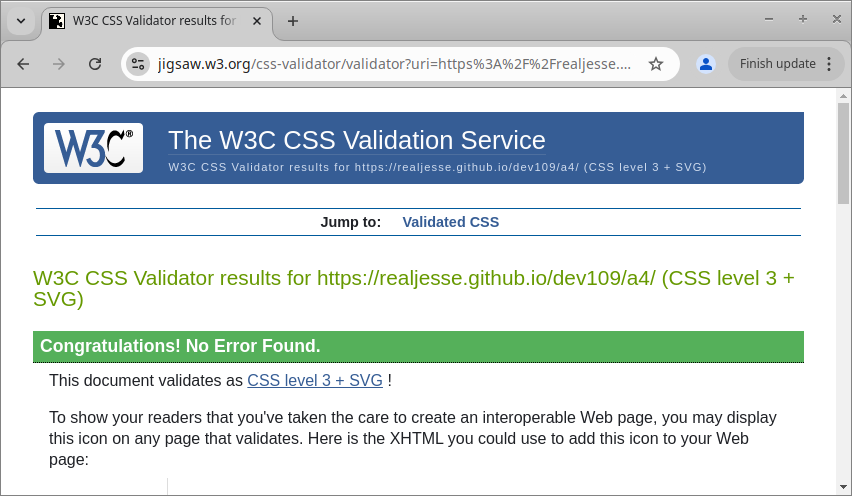 W3C CSS Validator results for
jigsaw.w3.org/css-validator/validator?uri=https%3A%2F%2Frealjesse....
Finish update
W3C®
The W3C CSS Validation Service
W3C CSS Validator results for https://realjesse.github.io/dev109/a4/ (CSS level 3 + SVG)
Jump to: Validated CSS
W3C CSS Validator results for https://realjesse.github.io/dev109/a4/ (CSS level 3 +
SVG)
Congratulations! No Error Found.
This document validates as CSS level 3 + SVG !
To show your readers that you've taken the care to create an interoperable Web page, you may display
this icon on any page that validates. Here is the XHTML you could use to add this icon to your Web
page: